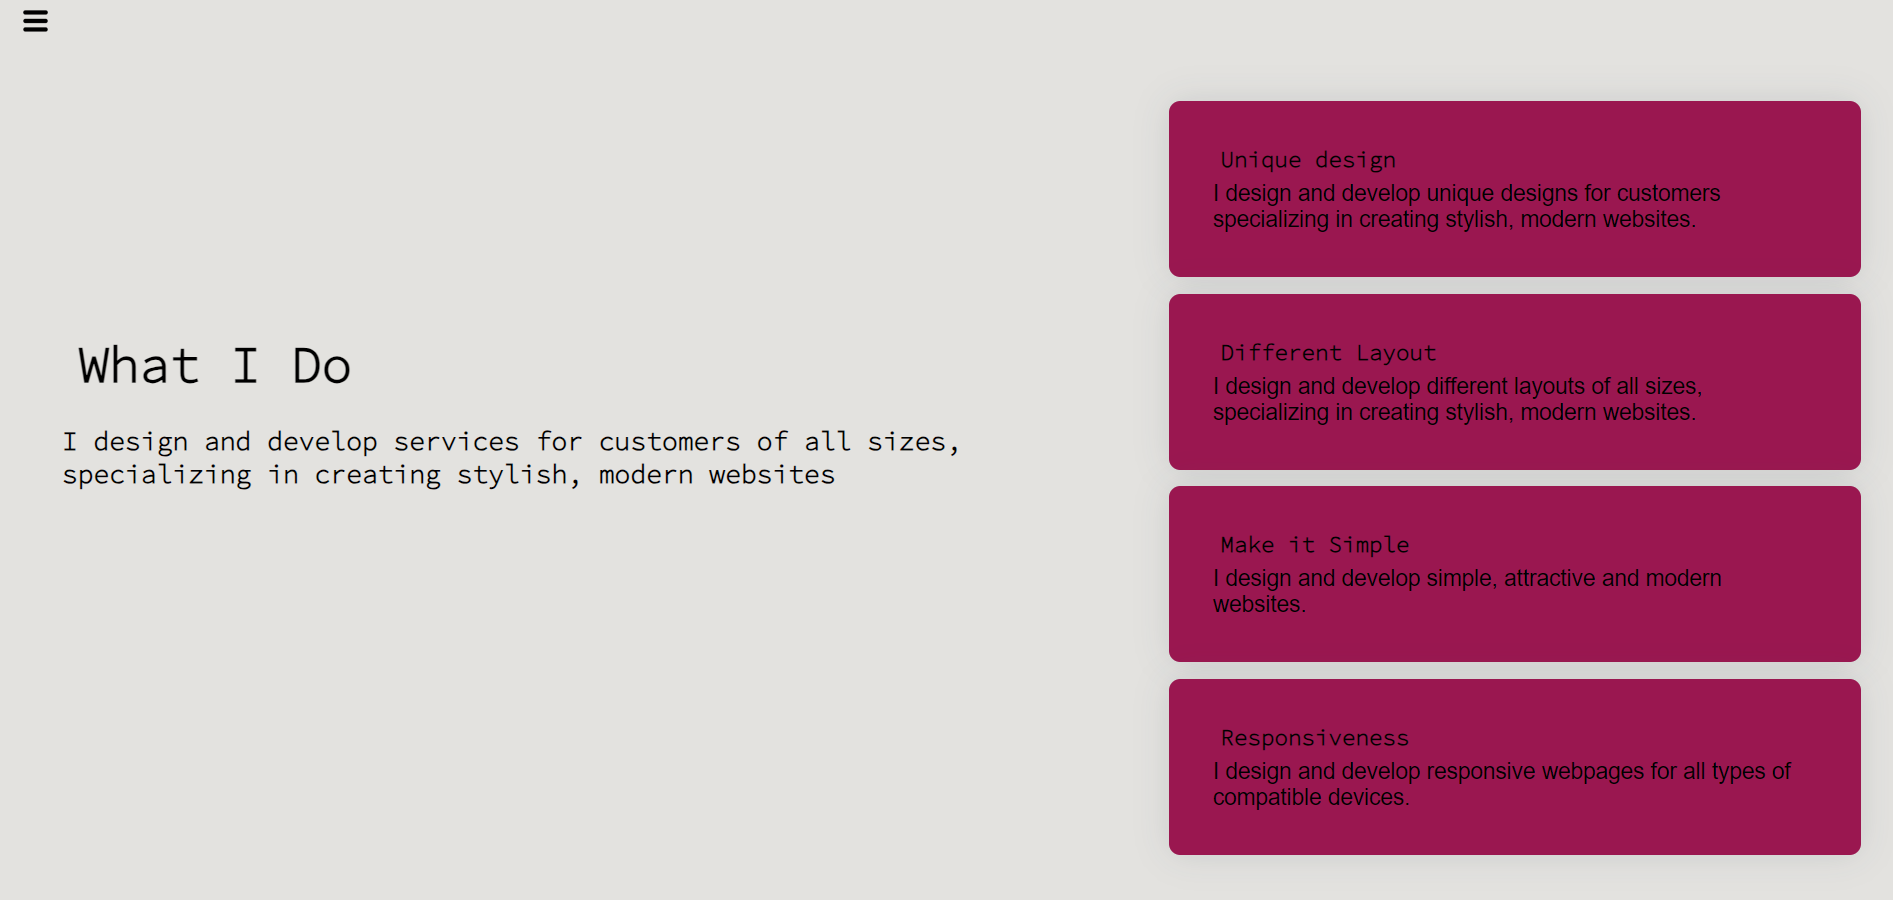 What I Do
I design and develop services for customers of all sizes,
specializing in creating stylish, modern websites
Unique design
I design and develop unique designs for customers
specializing in creating stylish, modern websites.
Different Layout
I design and develop different layouts of all sizes,
specializing in creating stylish, modern websites.
Make it Simple
I design and develop simple, attractive and modern
websites.
Responsiveness
I design and develop responsive webpages for all types of
compatible devices.